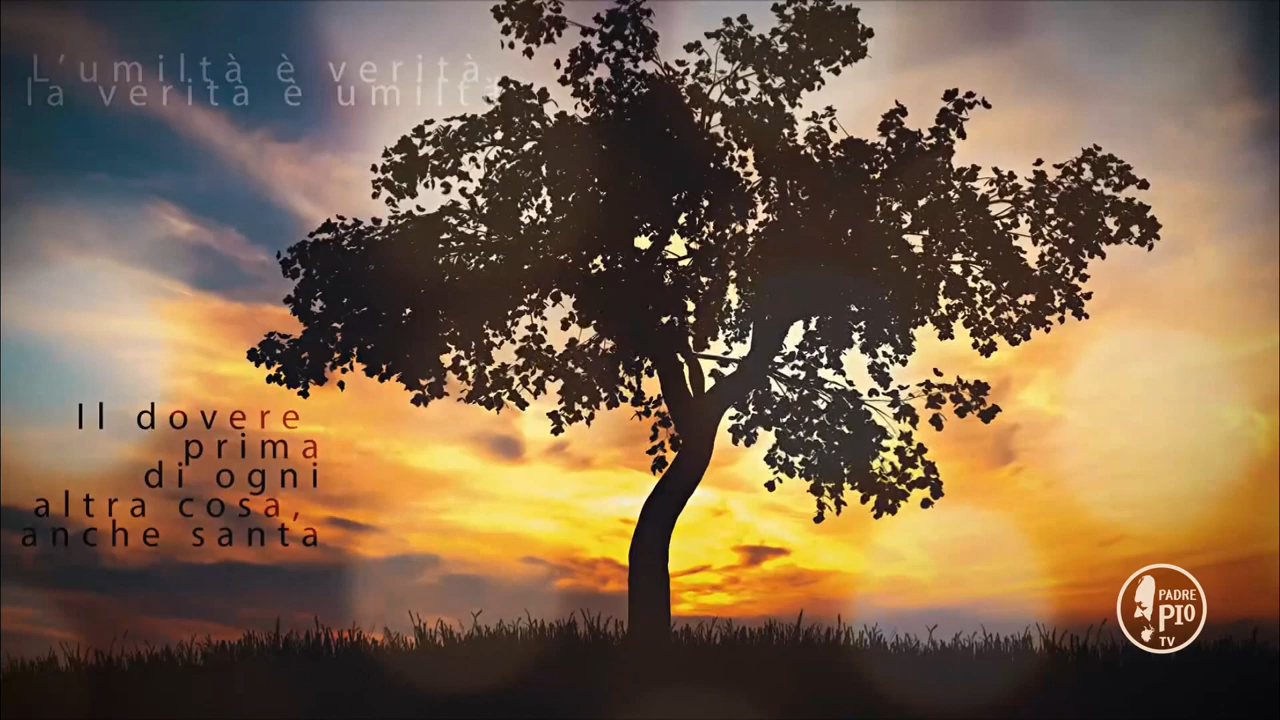 L'umiltà è verità,
la verità è umiltà
Il dovere
prima
di ogni
altra cosa,
anche santa
PADRE
PIO
TV